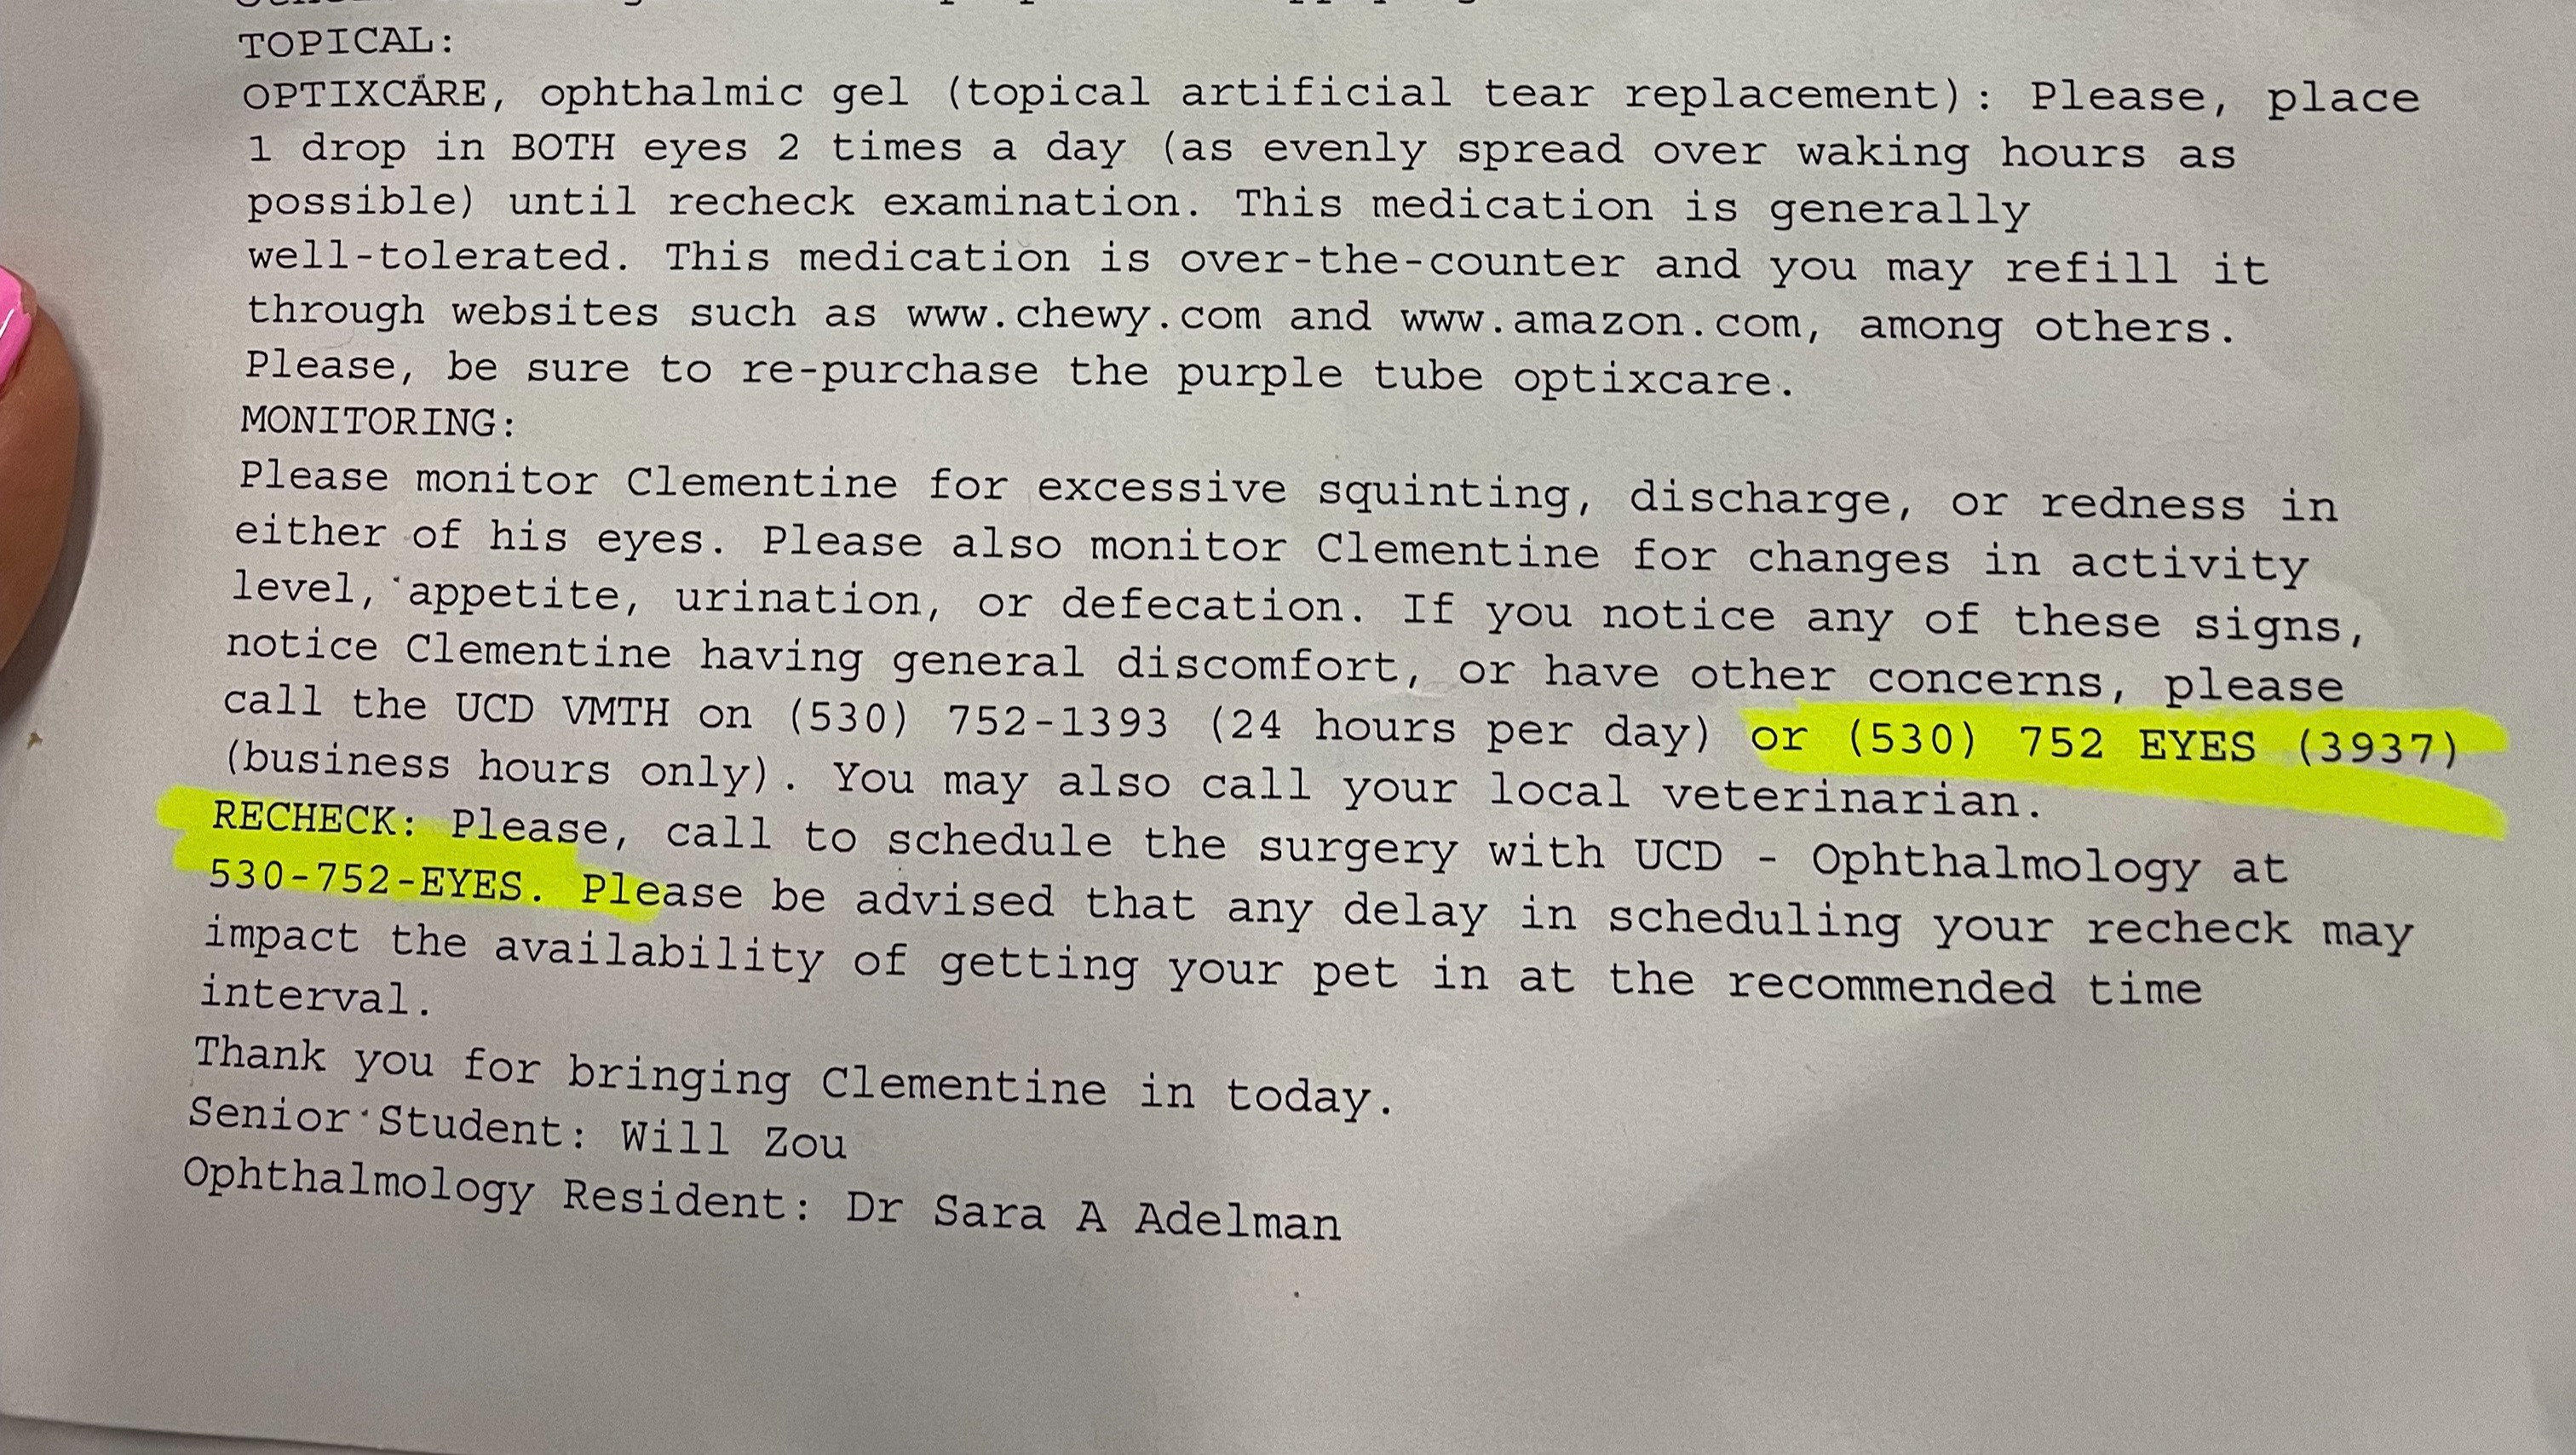 TOPICAL:
OPTIXCARE, ophthalmic gel (topical artificial tear replacement): Please, place
1 drop in BOTH eyes 2 times a day (as evenly spread over waking hours as
possible) until recheck examination. This medication is generally
well-tolerated. This medication is over-the-counter and you may refill it
through websites such as www.chewy.com and www.amazon.com, among others.
Please, be sure to re-purchase the purple tube optixcare.
MONITORING:
Please monitor Clementine for excessive squinting, discharge, or redness in
either of his eyes. Please also monitor Clementine for changes in activity
level, appetite, urination, or defecation. If you notice any of these signs,
notice Clementine having general discomfort, or have other concerns, please
call the UCD VMTH on (530) 752-1393 (24 hours per day) or (530) 752 EYES (3937)
(business hours only). You may also call your local veterinarian.
RECHECK: Please, call to schedule the surgery with UCD - Ophthalmology at
530-752-EYES. Please be advised that any delay in scheduling your recheck may
impact the availability of getting your pet in at the recommended time
interval.
Thank you for bringing Clementine in today.
Senior Student: Will Zou
Ophthalmology Resident: Dr Sara A Adelman